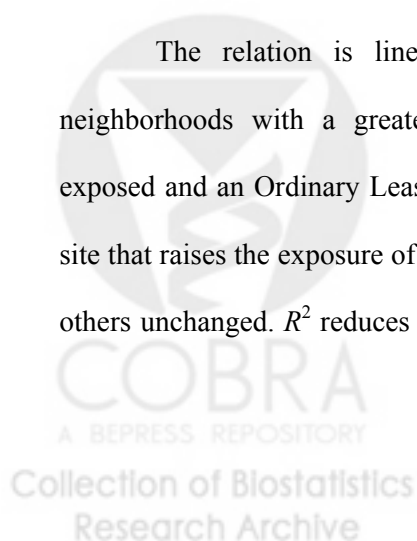 The relation is line
neighborhoods with a greate
exposed and an Ordinary Leas
site that raises the exposure of
others unchanged. R² reduces
COBRA
A BEPRESS REPOSITORY
Collection of Biostatistics
Research Archive